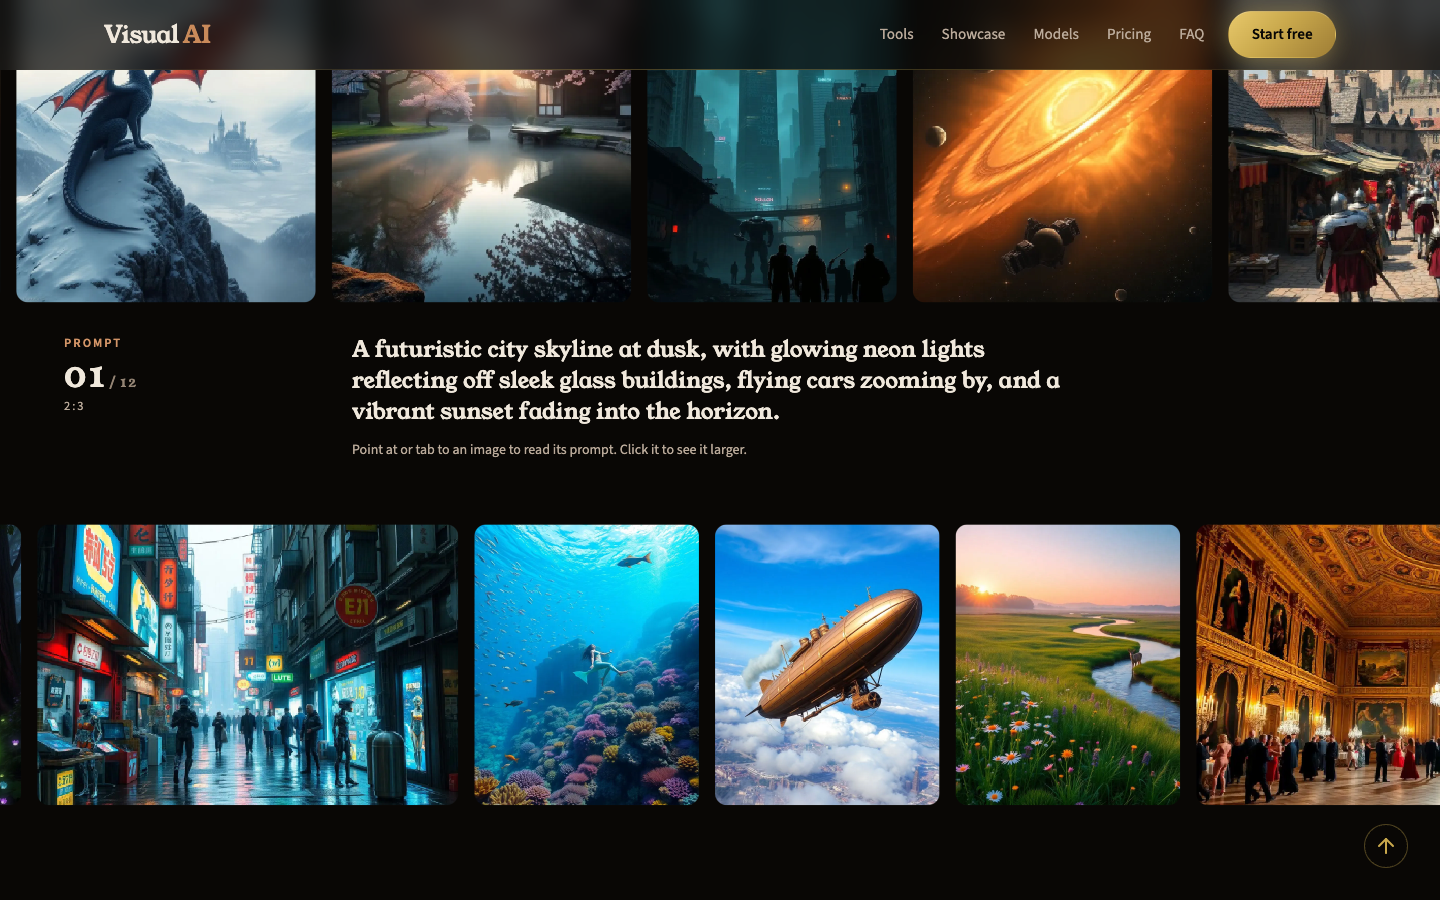 Visual AI
Tools
Showcase
Models
Pricing
FAQ
Start free
PROMPT
01 / 12
2:3
A futuristic city skyline at dusk, with glowing neon lights
reflecting off sleek glass buildings, flying cars zooming by, and a
vibrant sunset fading into the horizon.
Point at or tab to an image to read its prompt. Click it to see it larger.
LUTE